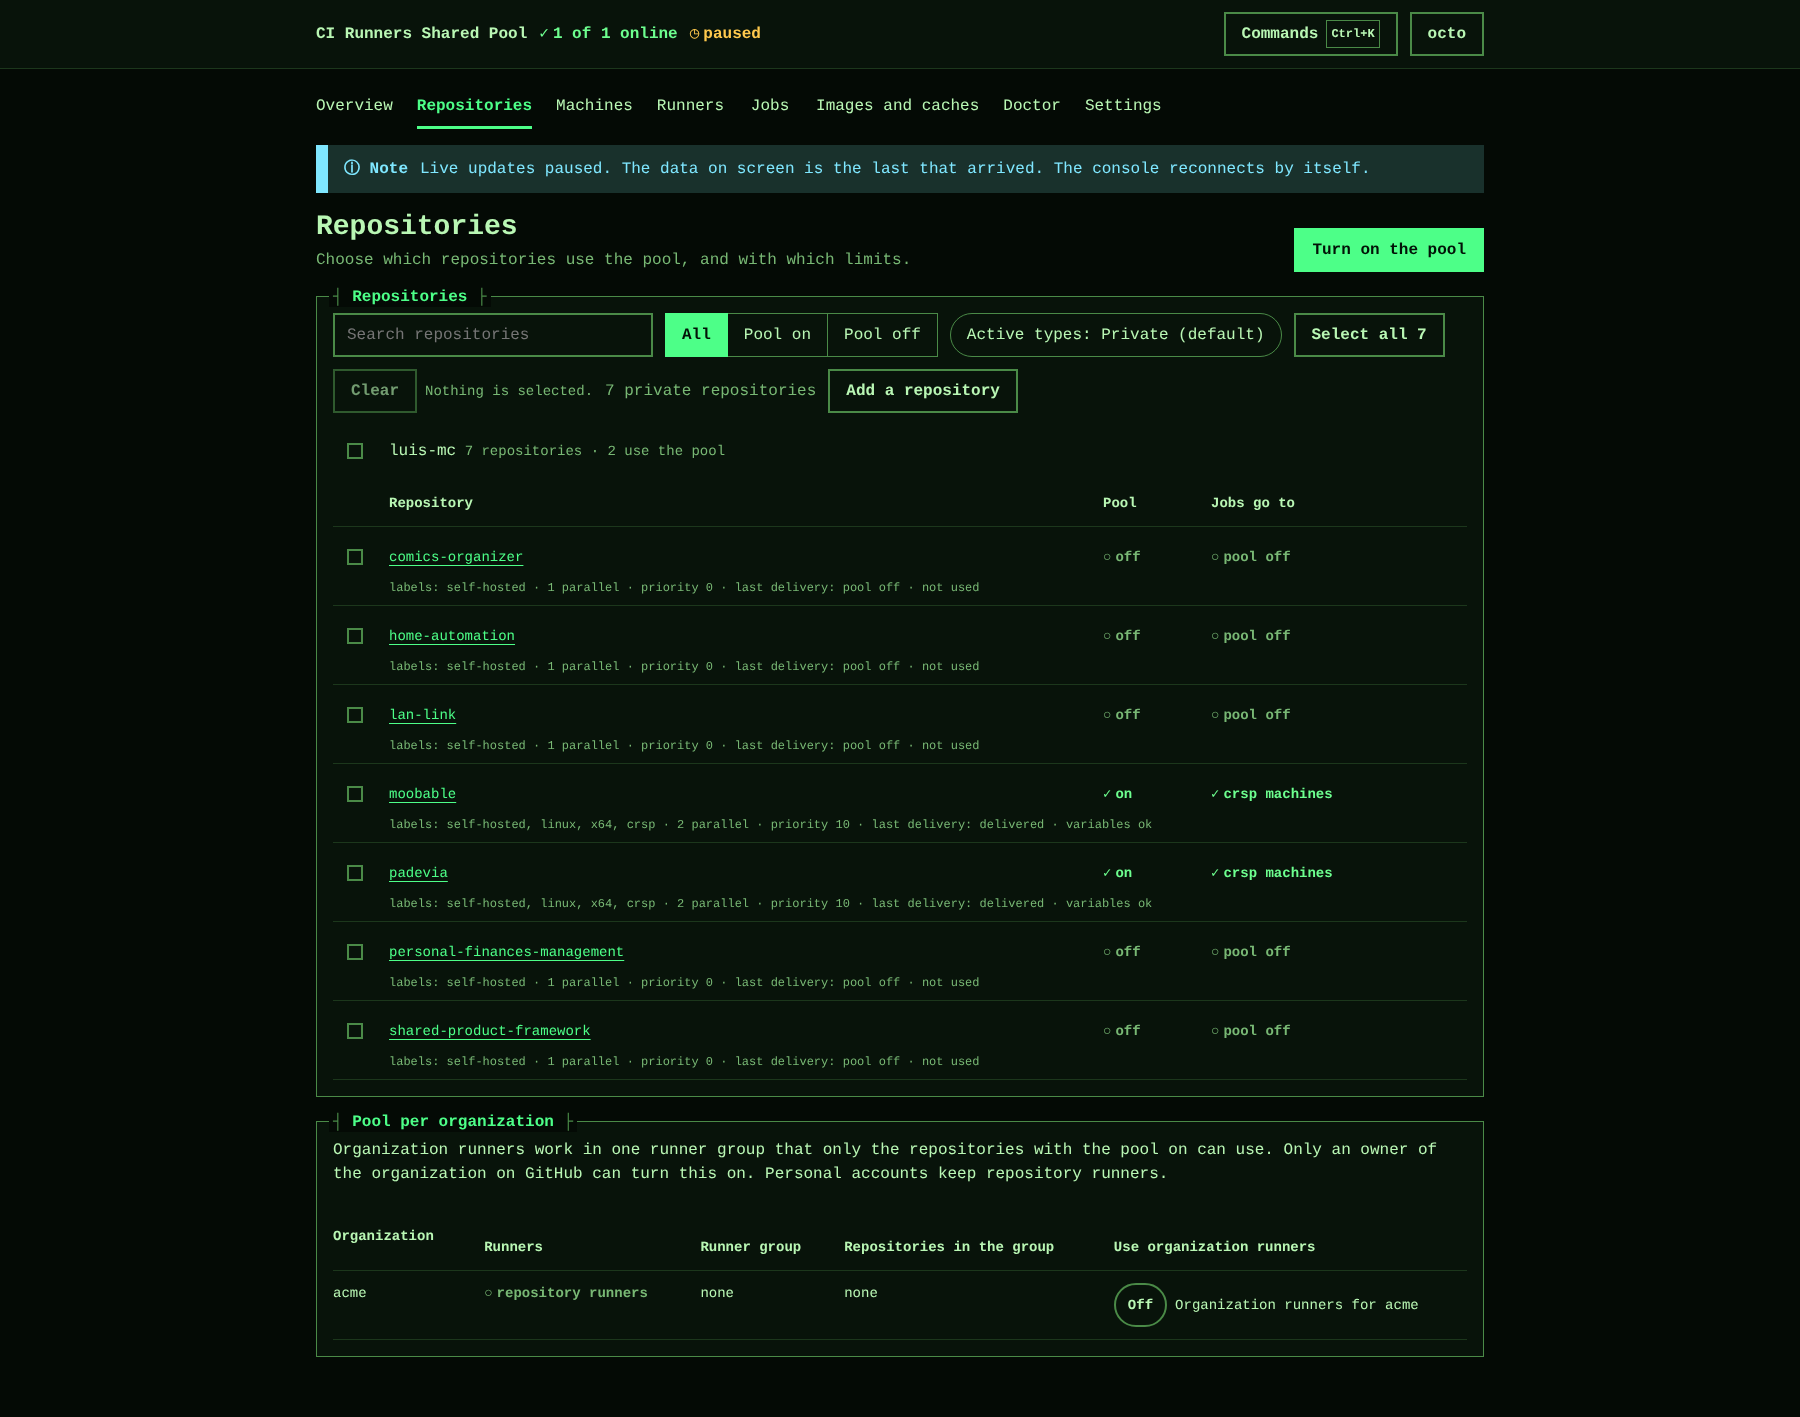 CI Runners Shared Pool ✓ 1 of 1 online ◷ paused
Commands Ctrl+K octo
Overview Repositories Machines Runners Jobs Images and caches Doctor Settings
ⓘ Note Live updates paused. The data on screen is the last that arrived. The console reconnects by itself.
Repositories
Choose which repositories use the pool, and with which limits.
Turn on the pool
Repositories
Search repositories All Pool on Pool off Active types: Private (default) Select all 7
Clear Nothing is selected. 7 private repositories Add a repository
luis-mc 7 repositories · 2 use the pool
Repository Pool Jobs go to
comics-organizer ○ off ○ pool off
labels: self-hosted · 1 parallel · priority 0 · last delivery: pool off · not used
home-automation ○ off ○ pool off
labels: self-hosted · 1 parallel · priority 0 · last delivery: pool off · not used
lan-link ○ off ○ pool off
labels: self-hosted · 1 parallel · priority 0 · last delivery: pool off · not used
moobable ✓ on ✓ crsp machines
labels: self-hosted, linux, x64, crsp · 2 parallel · priority 10 · last delivery: delivered · variables ok
padevia ✓ on ✓ crsp machines
labels: self-hosted, linux, x64, crsp · 2 parallel · priority 10 · last delivery: delivered · variables ok
personal-finances-management ○ off ○ pool off
labels: self-hosted · 1 parallel · priority 0 · last delivery: pool off · not used
shared-product-framework ○ off ○ pool off
labels: self-hosted · 1 parallel · priority 0 · last delivery: pool off · not used
Pool per organization
Organization runners work in one runner group that only the repositories with the pool on can use. Only an owner of
the organization on GitHub can turn this on. Personal accounts keep repository runners.
Organization Runners Runner group Repositories in the group Use organization runners
acme ○ repository runners none none Off Organization runners for acme